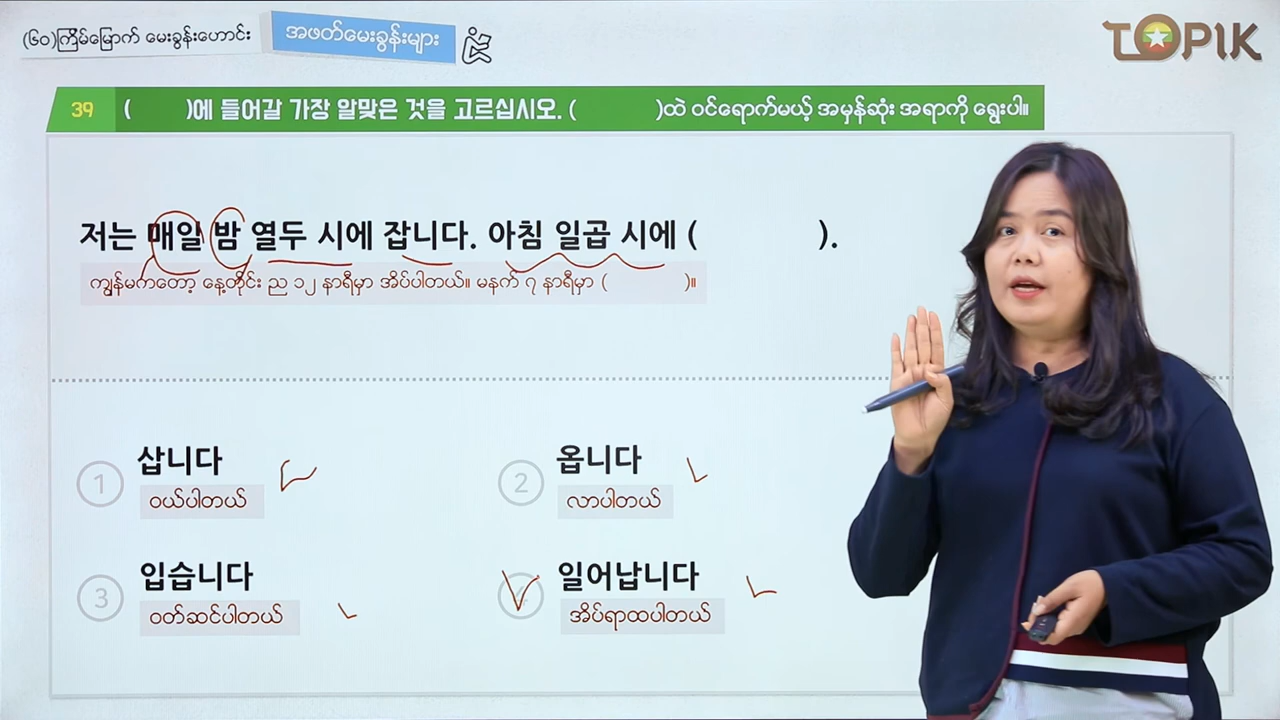 (၆၀)ကြိမ်မြောက် မေးခွန်းဟောင်း
အဖတ်မေးခွန်းများ
TOPIK
39 ( )에 들어갈 가장 알맞은 것을 고르십시오. ( )ထဲ ဝင်ရောက်မယ့် အမှန်ဆုံး အရာကို ရွေးပါ။
저는 매일 밤 열두 시에 잡니다. 아침 일곱 시에 ( ).
ကျွန်မကတော့ နေ့တိုင်း ည ၁၂ နာရီမှာ အိပ်ပါတယ်။ မနက် ၇ နာရီမှာ ( )။
1 삽니다
ဝယ်ပါတယ်
2 옵니다
လာပါတယ်
3 입습니다
ဝတ်ဆင်ပါတယ်
일어납니다
အိပ်ရာထပါတယ်